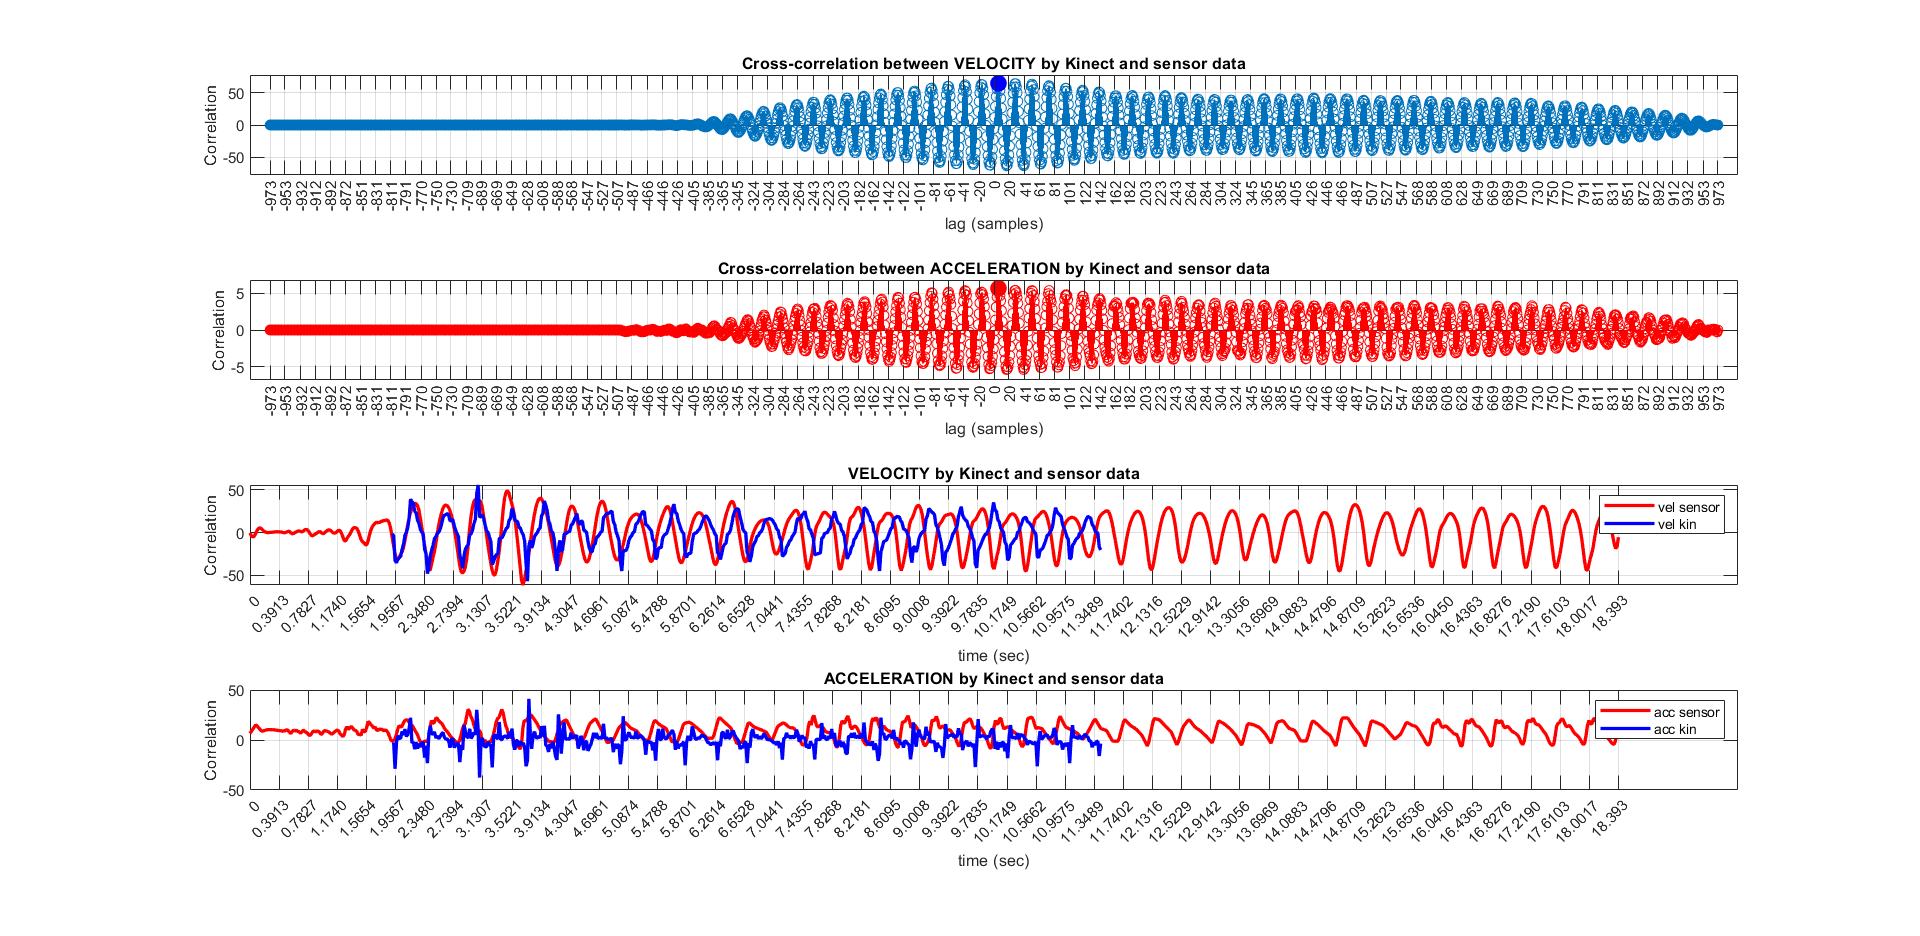 Cross-correlation between VELOCITY by Kinect and sensor data
Correlation
50
0
-50
-973 -953 -932 -912 -892 -872 -851 -831 -811 -791 -770 -750 -730 -709 -689 -669 -649 -628 -608 -588 -568 -547 -527 -507 -487 -466 -446 -426 -405 -385 -365 -345 -324 -304 -284 -264 -243 -223 -203 -182 -162 -142 -122 -101 -81 -61 -41 -20 0 20 41 61 81 101 122 142 162 182 203 223 243 264 284 304 324 345 365 385 405 426 446 466 487 507 527 547 568 588 608 628 649 669 689 709 730 750 770 791 811 831 851 872 892 912 932 953 973
lag (samples)
Cross-correlation between ACCELERATION by Kinect and sensor data
Correlation
5
0
-5
-973 -953 -932 -912 -892 -872 -851 -831 -811 -791 -770 -750 -730 -709 -689 -669 -649 -628 -608 -588 -568 -547 -527 -507 -487 -466 -446 -426 -405 -385 -365 -345 -324 -304 -284 -264 -243 -223 -203 -182 -162 -142 -122 -101 -81 -61 -41 -20 0 20 41 61 81 101 122 142 162 182 203 223 243 264 284 304 324 345 365 385 405 426 446 466 487 507 527 547 568 588 608 628 649 669 689 709 730 750 770 791 811 831 851 872 892 912 932 953 973
lag (samples)
VELOCITY by Kinect and sensor data
Correlation
50
0
-50
vel sensor
vel kin
0 0.3913 0.7827 1.1740 1.5654 1.9567 2.3480 2.7394 3.1307 3.5221 3.9134 4.3047 4.6961 5.0874 5.4788 5.8701 6.2614 6.6528 7.0441 7.4355 7.8268 8.2181 8.6095 9.0008 9.3922 9.7835 10.1749 10.5662 10.9575 11.3489 11.7402 12.1316 12.5229 12.9142 13.3056 13.6969 14.0883 14.4796 14.8709 15.2623 15.6536 16.0450 16.4363 16.8276 17.2190 17.6103 18.0017 18.393
time (sec)
ACCELERATION by Kinect and sensor data
Correlation
50
0
-50
acc sensor
acc kin
0 0.3913 0.7827 1.1740 1.5654 1.9567 2.3480 2.7394 3.1307 3.5221 3.9134 4.3047 4.6961 5.0874 5.4788 5.8701 6.2614 6.6528 7.0441 7.4355 7.8268 8.2181 8.6095 9.0008 9.3922 9.7835 10.1749 10.5662 10.9575 11.3489 11.7402 12.1316 12.5229 12.9142 13.3056 13.6969 14.0883 14.4796 14.8709 15.2623 15.6536 16.0450 16.4363 16.8276 17.2190 17.6103 18.0017 18.393
time (sec)